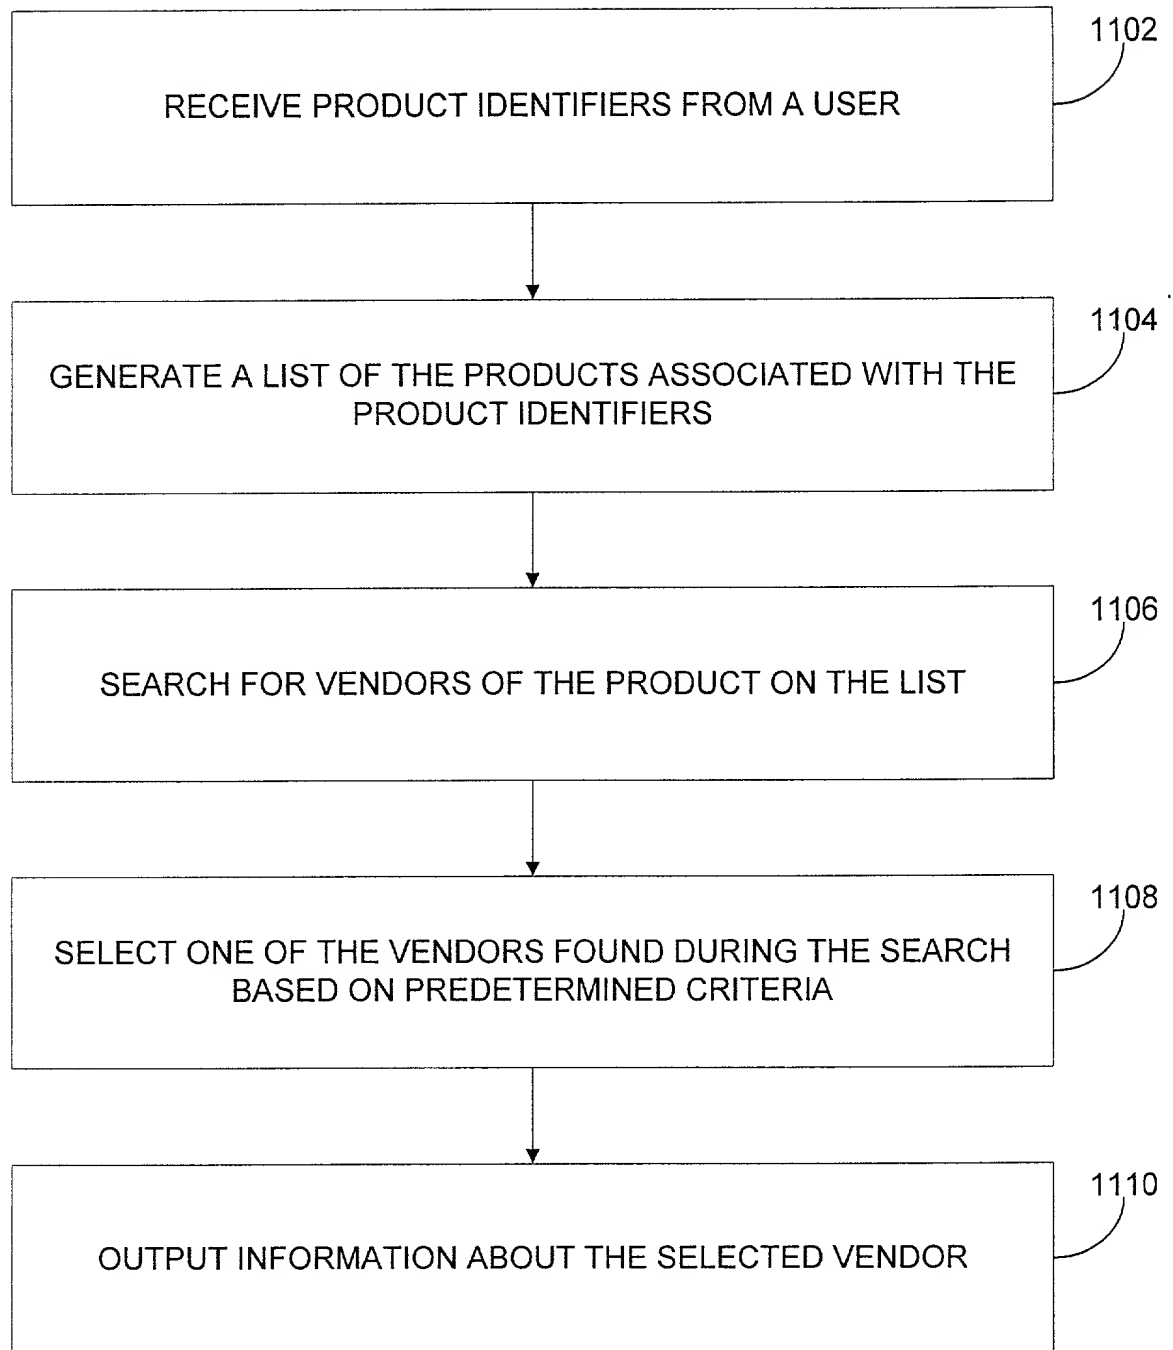 1102
RECEIVE PRODUCT IDENTIFIERS FROM A USER
1104
GENERATE A LIST OF THE PRODUCTS ASSOCIATED WITH THE
PRODUCT IDENTIFIERS
1106
SEARCH FOR VENDORS OF THE PRODUCT ON THE LIST
1108
SELECT ONE OF THE VENDORS FOUND DURING THE SEARCH
BASED ON PREDETERMINED CRITERIA
1110
OUTPUT INFORMATION ABOUT THE SELECTED VENDOR